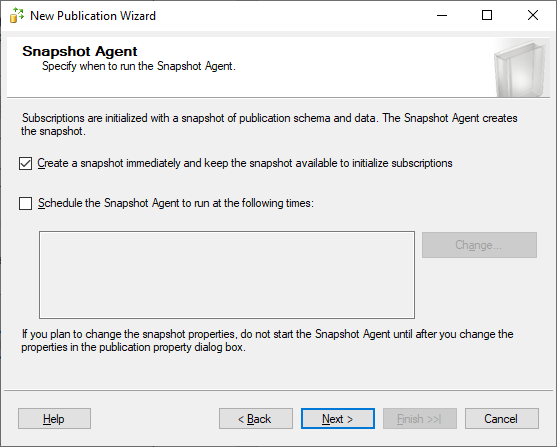 New Publication Wizard
Snapshot Agent
Specify when to run the Snapshot Agent.
Subscriptions are initialized with a snapshot of publication schema and data. The Snapshot Agent creates
the snapshot.
Create a snapshot immediately and keep the snapshot available to initialize subscriptions
Schedule the Snapshot Agent to run at the following times:
Change...
If you plan to change the snapshot properties, do not start the Snapshot Agent until after you change the
properties in the publication property dialog box.
Help
< Back
Next >
Finish >>|
Cancel